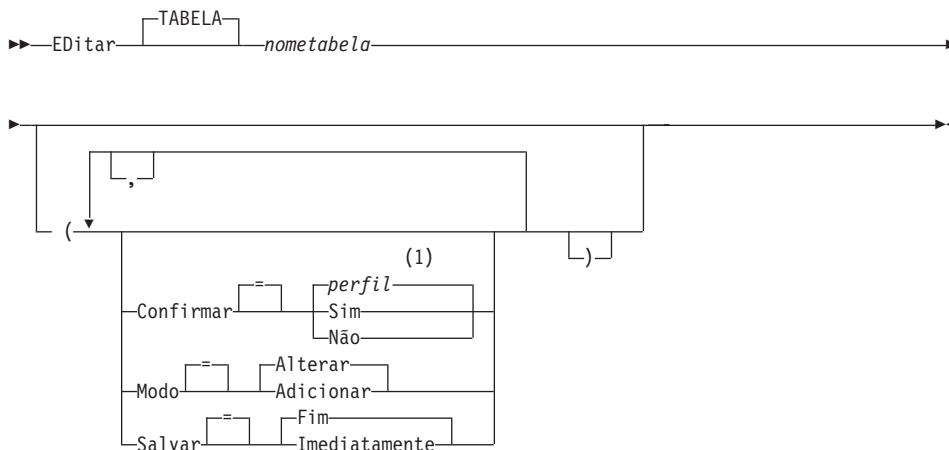 TABELA
EDitar nometabela
,
(
)
(1)
Confirmar = perfil
Sim
Não
Modo = Alterar
Adicionar
Salvar = Fim
Imediatamente